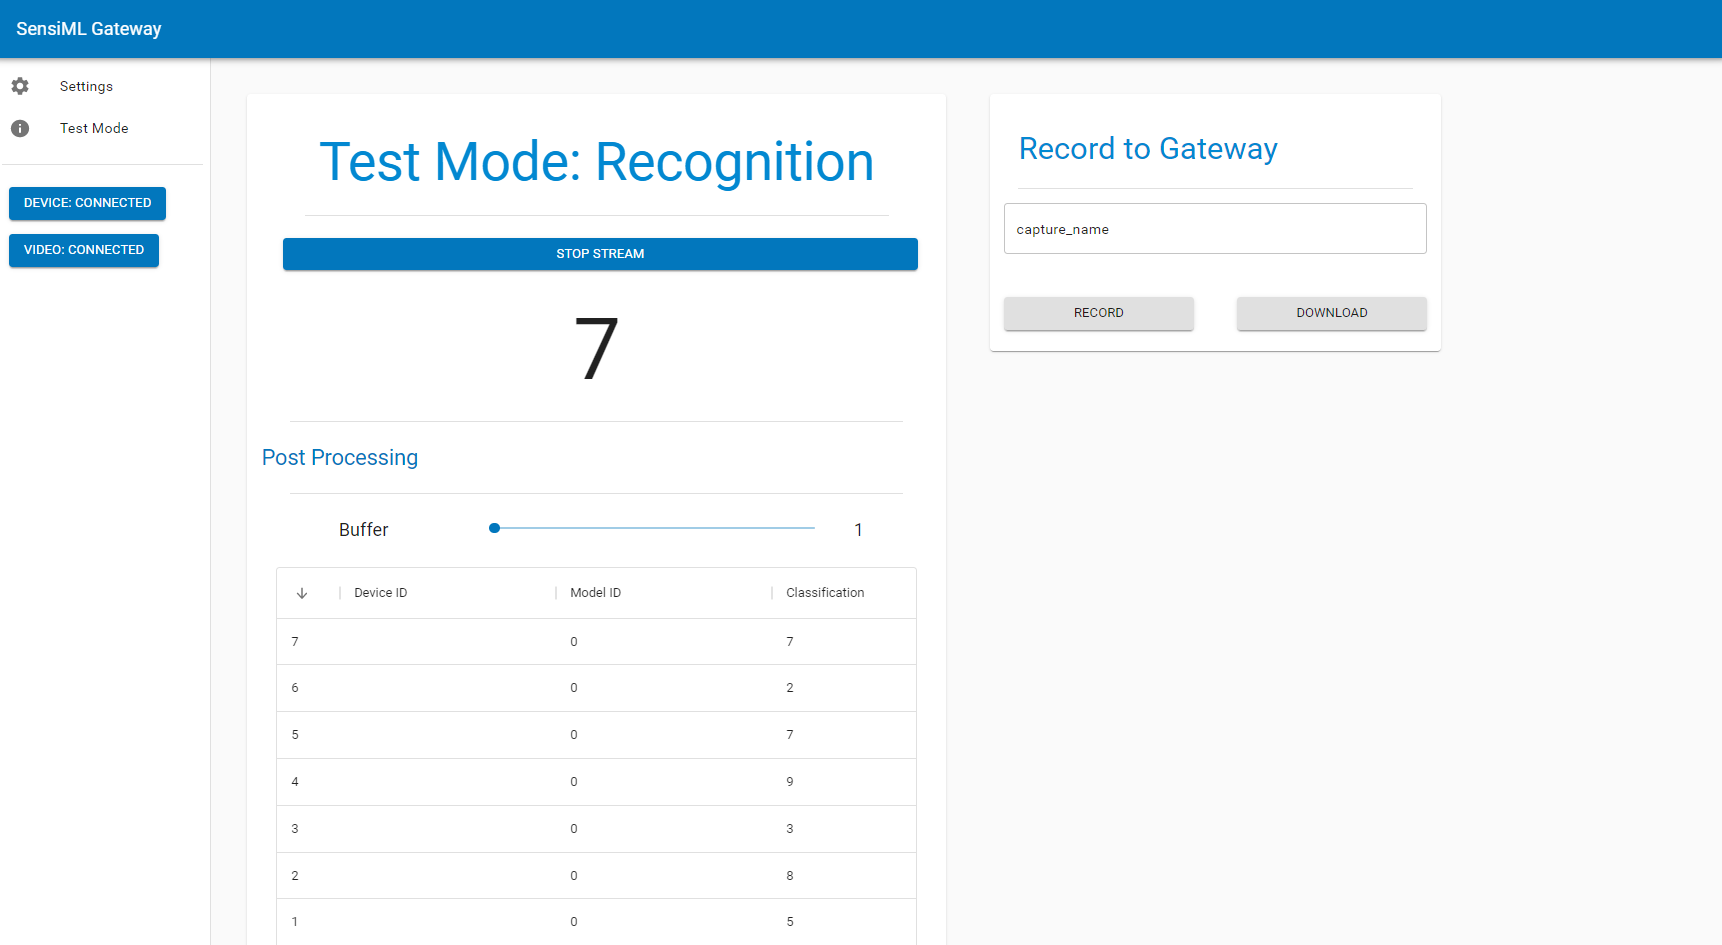 SensiML Gateway
Settings
Test Mode
DEVICE: CONNECTED
VIDEO: CONNECTED
Test Mode: Recognition
STOP STREAM
7
Post Processing
Buffer 1
Device ID Model ID Classification
7 0 7
6 0 2
5 0 7
4 0 9
3 0 3
2 0 8
1 0 5
Record to Gateway
capture_name
RECORD DOWNLOAD